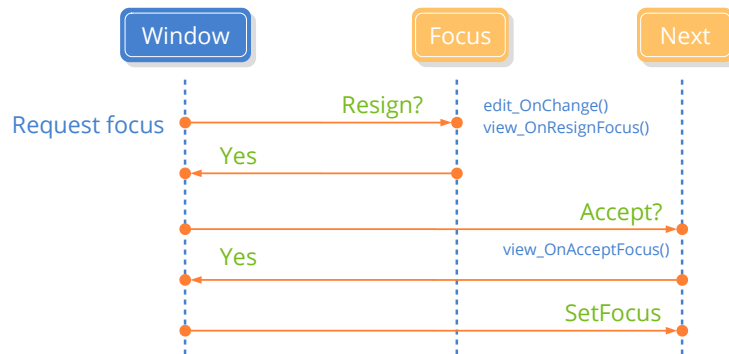 Window
Focus
Next
Resign?
edit_OnChange()
Request focus
view_OnResignFocus()
Yes
Accept?
Yes
view_OnAcceptFocus()
SetFocus